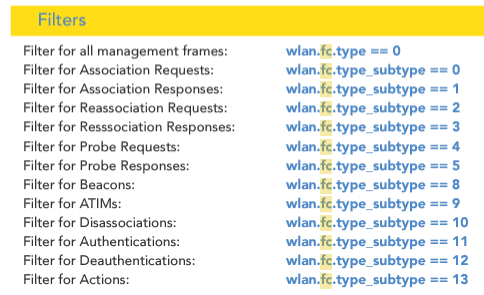 Filters
Filter for all management frames: wlan.fc.type == 0
Filter for Association Requests: wlan.fc.type_subtype == 0
Filter for Association Responses: wlan.fc.type_subtype == 1
Filter for Reassociation Requests: wlan.fc.type_subtype == 2
Filter for Resssociation Responses: wlan.fc.type_subtype == 3
Filter for Probe Requests: wlan.fc.type_subtype == 4
Filter for Probe Responses: wlan.fc.type_subtype == 5
Filter for Beacons: wlan.fc.type_subtype == 8
Filter for ATIMs: wlan.fc.type_subtype == 9
Filter for Disassociations: wlan.fc.type_subtype == 10
Filter for Authentications: wlan.fc.type_subtype == 11
Filter for Deauthentications: wlan.fc.type_subtype == 12
Filter for Actions: wlan.fc.type_subtype == 13